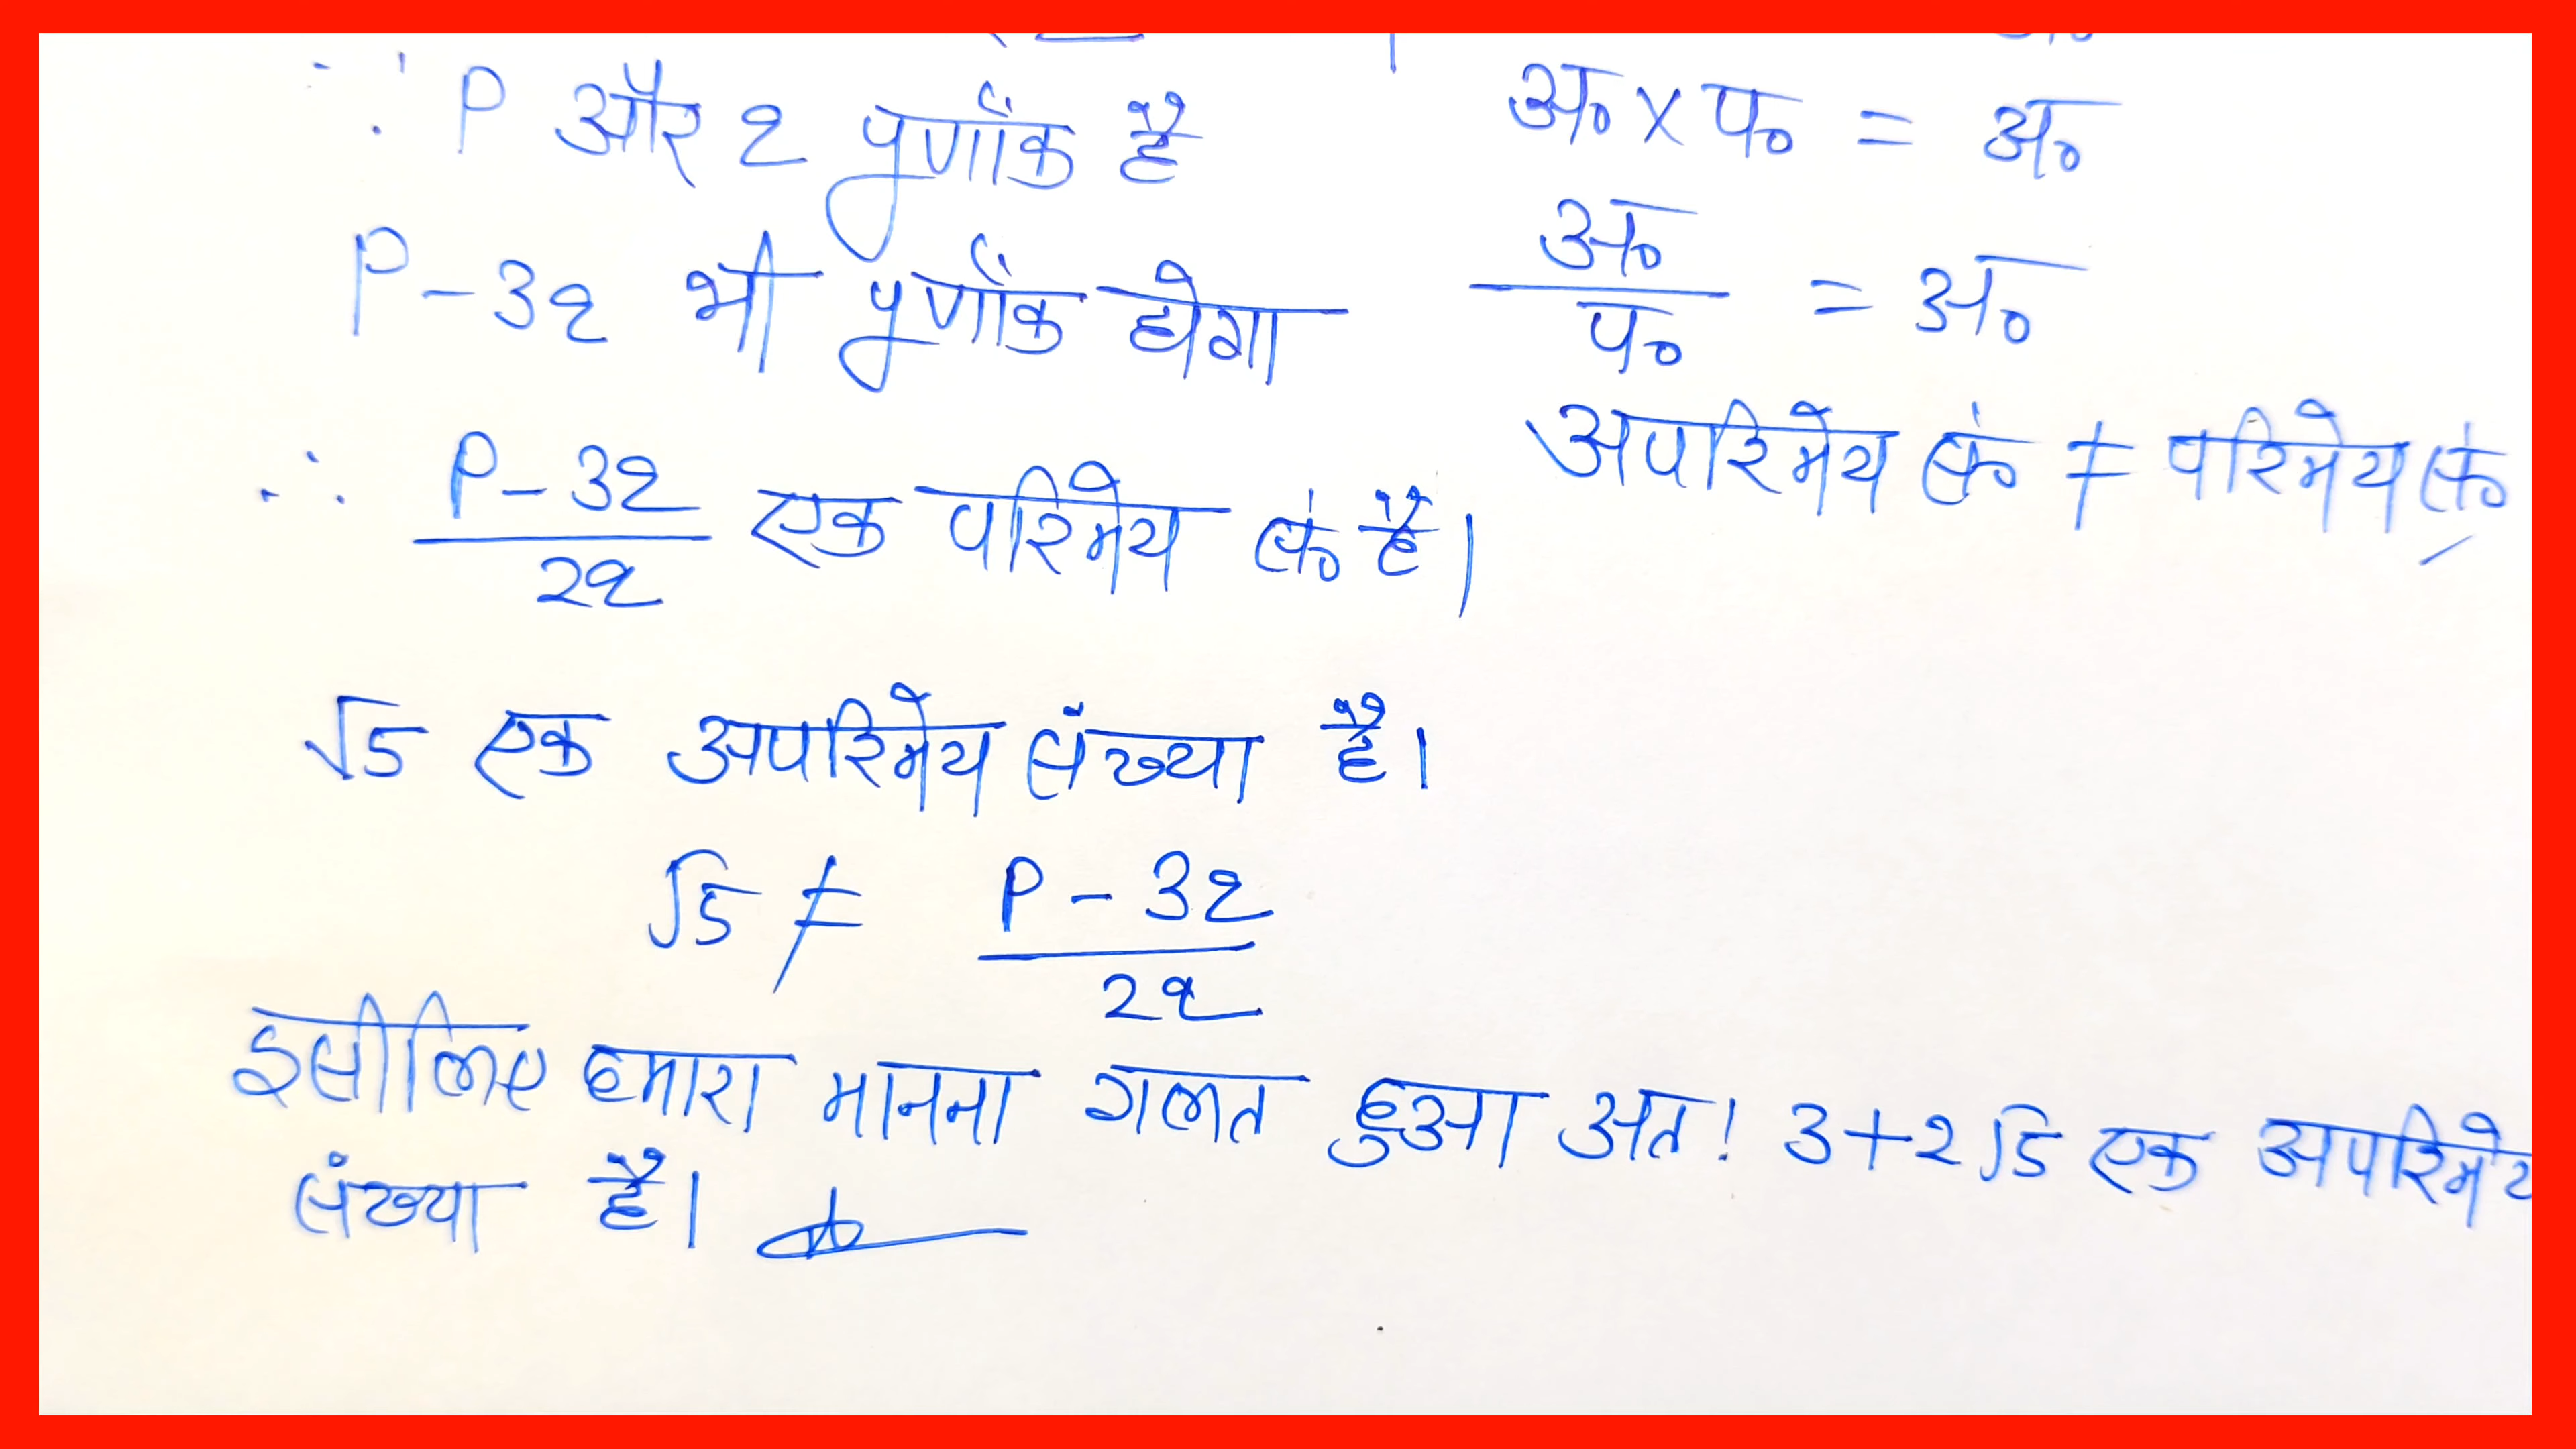 ∵ P और q पूर्णांक है
P - 3q भी पूर्णांक होगा
∴ P - 3q / 2q एक परिमेय सं० है।
√5 एक अपरिमेय संख्या है।
√5 ≠ P - 3q / 2q
इसीलिए हमारा मानना गलत हुआ अत: 3+2√5 एक अपरिमेय
संख्या है।
अ० × प० = अ०
अ० / प० = अ०
अपरिमेय सं० ≠ परिमेय सं०